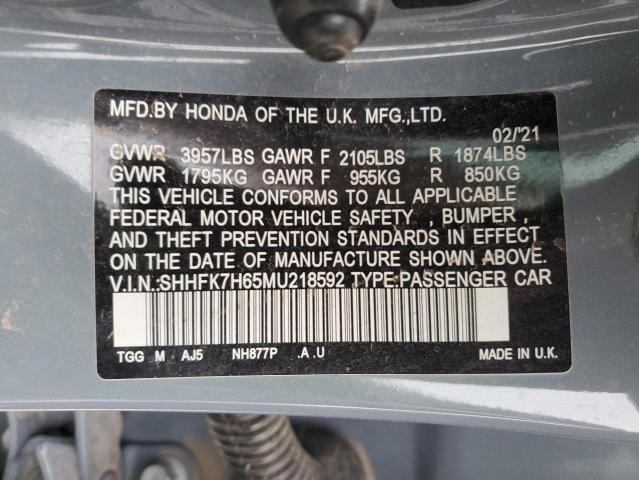 MFD.BY HONDA OF THE U.K. MFG.,LTD.
02/'21
GVWR 3957LBS GAWR F 2105LBS R 1874LBS
GVWR 1795KG GAWR F 955KG R 850KG
THIS VEHICLE CONFORMS TO ALL APPLICABLE
FEDERAL MOTOR VEHICLE SAFETY , BUMPER ,
AND THEFT PREVENTION STANDARDS IN EFFECT
ON THE DATE OF MANUFACTURE SHOWN ABOVE.
V.I.N.:SHHFK7H65MU218592 TYPE:PASSENGER CAR
TGG M AJ5 NH877P .A .U MADE IN U.K.